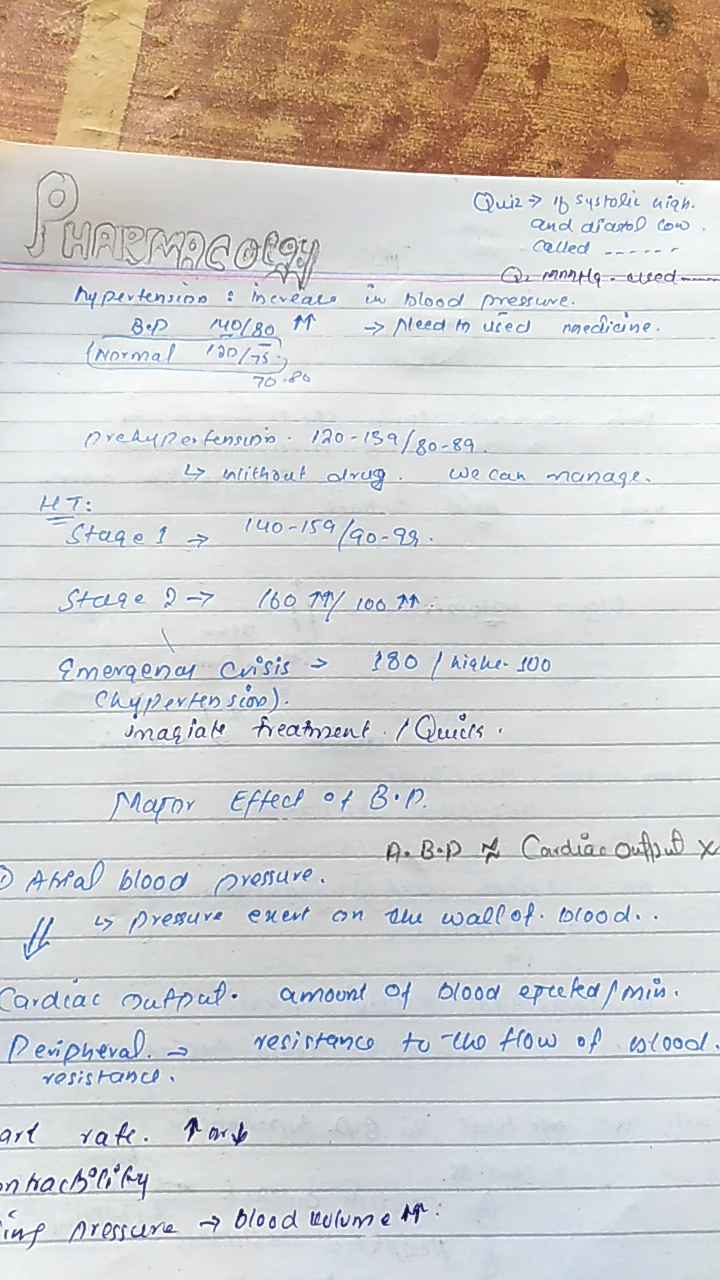 PHARMACOLOGY
Quiz → If systolic high.
and diastol low.
called ------
Q. mmHg. used-----
hypertension : increase in blood pressure.
B.P 140/80 ↑↑ → Need to used medicine.
(Normal 120/75.)
70.80
Prehypertension. 120-139/80-89.
↳ without drug. we can manage.
HT:
Stage 1 → 140-159/90-99.
Stage 2 → 160 ↑↑/100 ↑↑.
Emergency Crisis → 180 / highe- 100
(hypertension).
imagiate treatment. / Quick.
Major Effect of B.P.
A. B.P ≈ Cardiac output ×
① Atrial blood pressure.
↳ pressure exert on the wall of. blood..
Cardiac output. amount of blood ejected/min.
Peripheral. → resistance to the flow of blood.
resistance.
art rate. ↑ or ↓
ontractility
ing pressure → blood volume ↑↑.